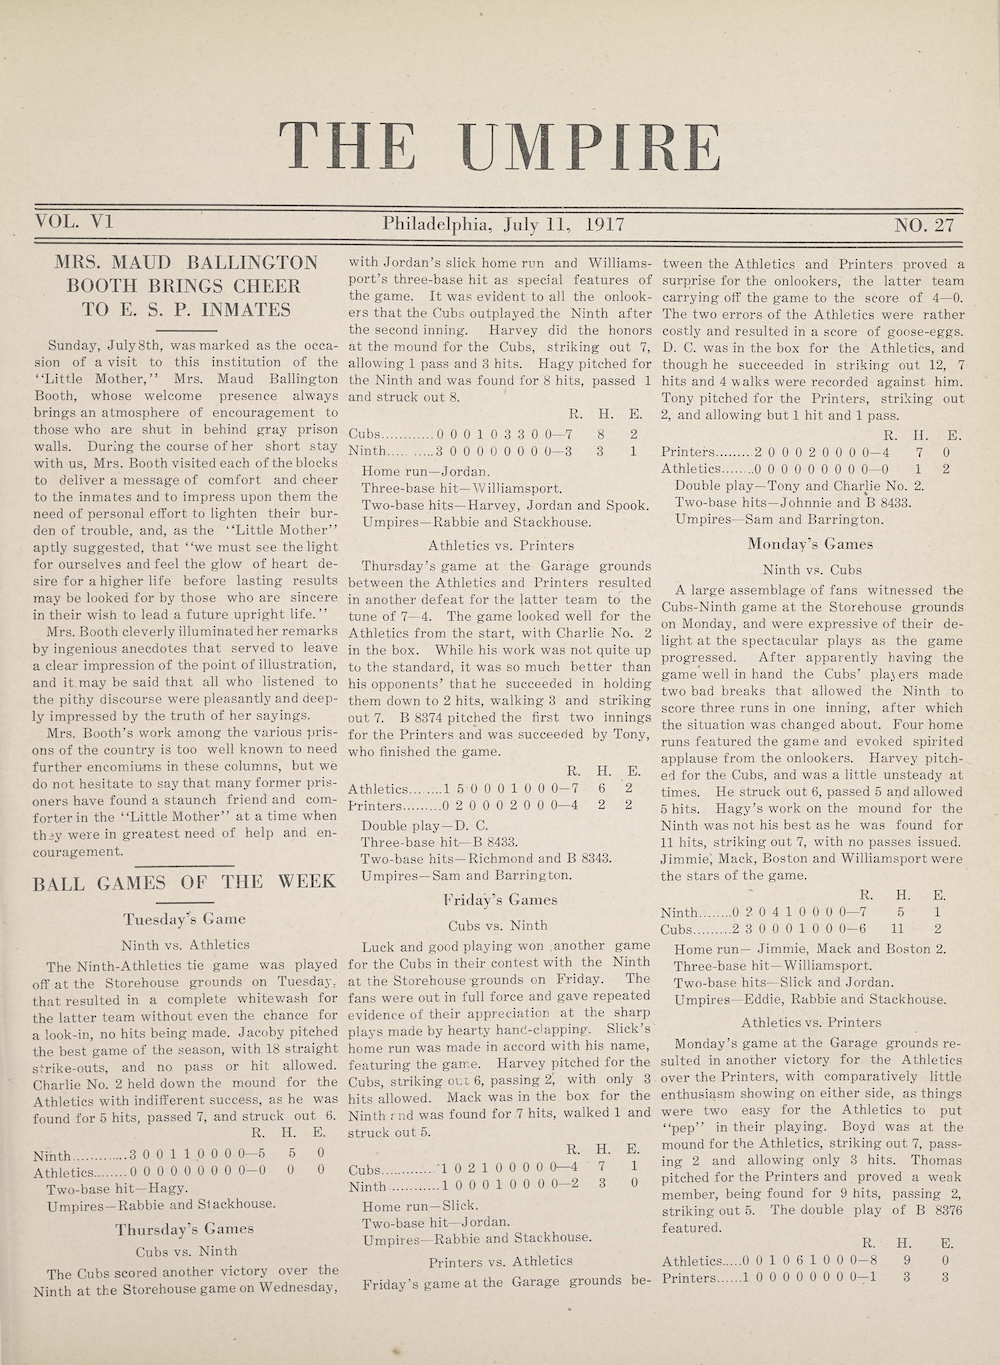 THE UMPIRE
VOL. VI
Philadelphia, July 11, 1917
NO. 27
MRS. MAUD BALLINGTON
BOOTH BRINGS CHEER
TO E. S. P. INMATES
Sunday, July 8th, was marked as the occa-
sion of a visit to this institution of the
"Little Mother," Mrs. Maud Ballington
Booth, whose welcome presence always
brings an atmosphere of encouragement to
those who are shut in behind gray prison
walls. During the course of her short stay
with us, Mrs. Booth visited each of the blocks
to deliver a message of comfort and cheer
to the inmates and to impress upon them the
need of personal effort to lighten their bur-
den of trouble, and, as the "Little Mother"
aptly suggested, that "we must see the light
for ourselves and feel the glow of heart de-
sire for a higher life before lasting results
may be looked for by those who are sincere
in their wish to lead a future upright life."
Mrs. Booth cleverly illuminated her remarks
by ingenious anecdotes that served to leave
a clear impression of the point of illustration,
and it may be said that all who listened to
the pithy discourse were pleasantly and deep-
ly impressed by the truth of her sayings.
Mrs. Booth's work among the various pris-
ons of the country is too well known to need
further encomiums in these columns, but we
do not hesitate to say that many former pris-
oners have found a staunch friend and com-
forter in the "Little Mother" at a time when
they were in greatest need of help and en-
couragement.
BALL GAMES OF THE WEEK
Tuesday's Game
Ninth vs. Athletics
The Ninth-Athletics tie game was played
off at the Storehouse grounds on Tuesday,
that resulted in a complete whitewash for
the latter team without even the chance for
a look-in, no hits being made. Jacoby pitched
the best game of the season, with 18 straight
strike-outs, and no pass or hit allowed.
Charlie No. 2 held down the mound for the
Athletics with indifferent success, as he was
found for 5 hits, passed 7, and struck out 6.
R. H. E.
Ninth.............3 0 0 1 1 0 0 0 0—5 5 0
Athletics........0 0 0 0 0 0 0 0 0—0 0 0
Two-base hit—Hagy.
Umpires—Rabbie and Stackhouse.
Thursday's Games
Cubs vs. Ninth
The Cubs scored another victory over the
Ninth at the Storehouse game on Wednesday,
with Jordan's slick home run and Williams-
port's three-base hit as special features of
the game. It was evident to all the onlook-
ers that the Cubs outplayed the Ninth after
the second inning. Harvey did the honors
at the mound for the Cubs, striking out 7,
allowing 1 pass and 3 hits. Hagy pitched for
the Ninth and was found for 8 hits, passed 1
and struck out 8.
R. H. E.
Cubs............0 0 0 1 0 3 3 0 0—7 8 2
Ninth...........3 0 0 0 0 0 0 0 0—3 3 1
Home run—Jordan.
Three-base hit—Williamsport.
Two-base hits—Harvey, Jordan and Spook.
Umpires—Rabbie and Stackhouse.
Athletics vs. Printers
Thursday's game at the Garage grounds
between the Athletics and Printers resulted
in another defeat for the latter team to the
tune of 7—4. The game looked well for the
Athletics from the start, with Charlie No. 2
in the box. While his work was not quite up
to the standard, it was so much better than
his opponents' that he succeeded in holding
them down to 2 hits, walking 3 and striking
out 7. B 8374 pitched the first two innings
for the Printers and was succeeded by Tony,
who finished the game.
R. H. E.
Athletics........1 5 0 0 0 1 0 0 0—7 6 2
Printers.........0 2 0 0 0 2 0 0 0—4 2 2
Double play—D. C.
Three-base hit—B 8433.
Two-base hits—Richmond and B 8343.
Umpires—Sam and Barrington.
Friday's Games
Cubs vs. Ninth
Luck and good playing won another game
for the Cubs in their contest with the Ninth
at the Storehouse grounds on Friday. The
fans were out in full force and gave repeated
evidence of their appreciation at the sharp
plays made by hearty hand-clapping. Slick's
home run was made in accord with his name,
featuring the game. Harvey pitched for the
Cubs, striking out 6, passing 2, with only 3
hits allowed. Mack was in the box for the
Ninth and was found for 7 hits, walked 1 and
struck out 5.
R. H. E.
Cubs.............1 0 2 1 0 0 0 0 0—4 7 1
Ninth............1 0 0 0 1 0 0 0 0—2 3 0
Home run—Slick.
Two-base hit—Jordan.
Umpires—Rabbie and Stackhouse.
Printers vs. Athletics
Friday's game at the Garage grounds be-
tween the Athletics and Printers proved a
surprise for the onlookers, the latter team
carrying off the game to the score of 4—0.
The two errors of the Athletics were rather
costly and resulted in a score of goose-eggs.
D. C. was in the box for the Athletics, and
though he succeeded in striking out 12, 7
hits and 4 walks were recorded against him.
Tony pitched for the Printers, striking out
2, and allowing but 1 hit and 1 pass.
R. H. E.
Printers.........2 0 0 0 2 0 0 0 0—4 7 0
Athletics........0 0 0 0 0 0 0 0 0—0 1 2
Double play—Tony and Charlie No. 2.
Two-base hits—Johnnie and B 8433.
Umpires—Sam and Barrington.
Monday's Games
Ninth vs. Cubs
A large assemblage of fans witnessed the
Cubs-Ninth game at the Storehouse grounds
on Monday, and were expressive of their de-
light at the spectacular plays as the game
progressed. After apparently having the
game well in hand the Cubs' players made
two bad breaks that allowed the Ninth to
score three runs in one inning, after which
the situation was changed about. Four home
runs featured the game and evoked spirited
applause from the onlookers. Harvey pitch-
ed for the Cubs, and was a little unsteady at
times. He struck out 6, passed 5 and allowed
5 hits. Hagy's work on the mound for the
Ninth was not his best as he was found for
11 hits, striking out 7, with no passes issued.
Jimmie, Mack, Boston and Williamsport were
the stars of the game.
R. H. E.
Ninth........0 2 0 4 1 0 0 0 0—7 5 1
Cubs.........2 3 0 0 0 1 0 0 0—6 11 2
Home run— Jimmie, Mack and Boston 2.
Three-base hit—Williamsport.
Two-base hits—Slick and Jordan.
Umpires—Eddie, Rabbie and Stackhouse.
Athletics vs. Printers
Monday's game at the Garage grounds re-
sulted in another victory for the Athletics
over the Printers, with comparatively little
enthusiasm showing on either side, as things
were two easy for the Athletics to put
"pep" in their playing. Boyd was at the
mound for the Athletics, striking out 7, pass-
ing 2 and allowing only 3 hits. Thomas
pitched for the Printers and proved a weak
member, being found for 9 hits, passing 2,
striking out 5. The double play of B 8376
featured.
R. H. E.
Athletics.....0 0 1 0 6 1 0 0 0—8 9 0
Printers......1 0 0 0 0 0 0 0 0—1 3 3